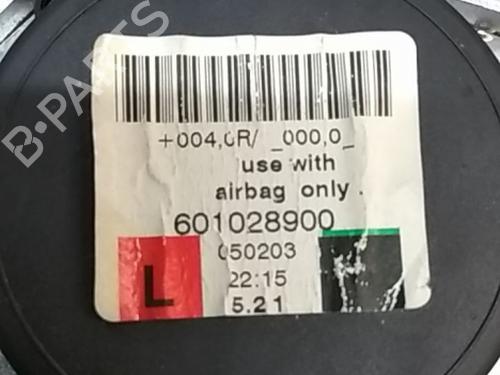 B-PARTS
+004,0R/ _000,0_
use with
airbag only .
601028900
050203
22:15
L
5.21